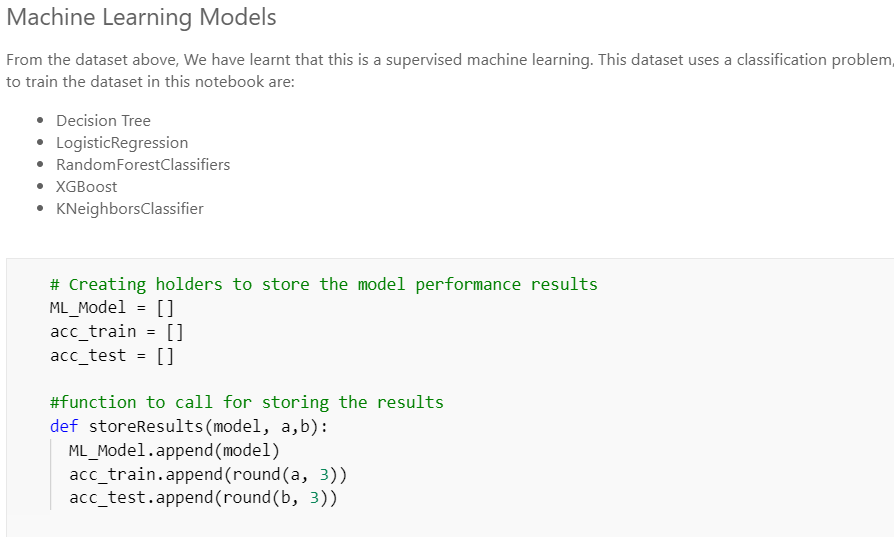 Machine Learning Models
From the dataset above, We have learnt that this is a supervised machine learning. This dataset uses a classification problem,
to train the dataset in this notebook are:
• Decision Tree
• LogisticRegression
• RandomForestClassifiers
• XGBoost
• KNeighborsClassifier
# Creating holders to store the model performance results
ML_Model = []
acc_train = []
acc_test = []
#function to call for storing the results
def storeResults(model, a,b):
  ML_Model.append(model)
  acc_train.append(round(a, 3))
  acc_test.append(round(b, 3))